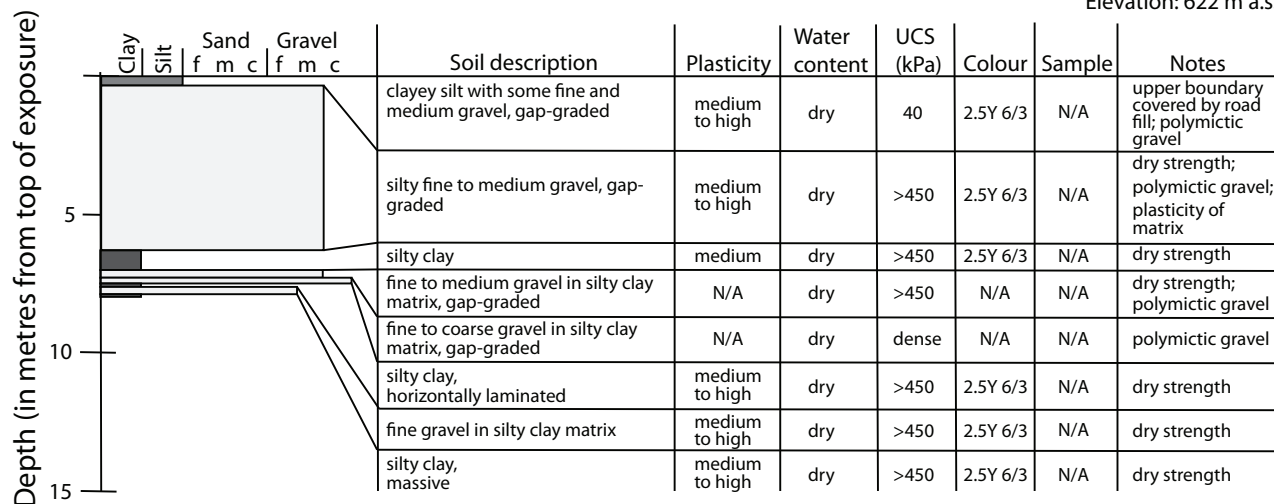 Elevation: 622 m a.s
Depth (in metres from top of exposure)
Clay
Silt
Sand
f m c
Gravel
f m c
Soil description
Plasticity
Water
content
UCS
(kPa)
Colour
Sample
Notes
clayey silt with some fine and
medium gravel, gap-graded
medium
to high
dry
40
2.5Y 6/3
N/A
upper boundary
covered by road
fill; polymictic
gravel
silty fine to medium gravel, gap-
graded
medium
to high
dry
>450
2.5Y 6/3
N/A
dry strength;
polymictic gravel;
plasticity of
matrix
silty clay
medium
dry
>450
2.5Y 6/3
N/A
dry strength
fine to medium gravel in silty clay
matrix, gap-graded
N/A
dry
>450
N/A
N/A
dry strength;
polymictic gravel
fine to coarse gravel in silty clay
matrix, gap-graded
N/A
dry
dense
N/A
N/A
polymictic gravel
silty clay,
horizontally laminated
medium
to high
dry
>450
2.5Y 6/3
N/A
dry strength
fine gravel in silty clay matrix
medium
to high
dry
>450
2.5Y 6/3
N/A
dry strength
silty clay,
massive
medium
to high
dry
>450
2.5Y 6/3
N/A
dry strength
5
10
15